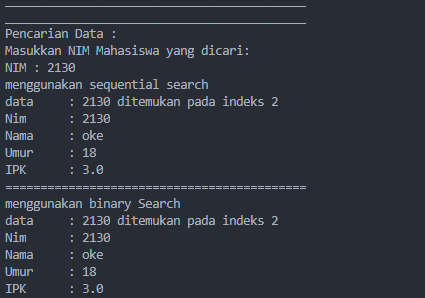 ___________________________________________
___________________________________________
Pencarian Data :
Masukkan NIM Mahasiswa yang dicari:
NIM : 2130
menggunakan sequential search
data     : 2130 ditemukan pada indeks 2
Nim      : 2130
Nama     : oke
Umur     : 18
IPK      : 3.0
===========================================
menggunakan binary Search
data     : 2130 ditemukan pada indeks 2
Nim      : 2130
Nama     : oke
Umur     : 18
IPK      : 3.0